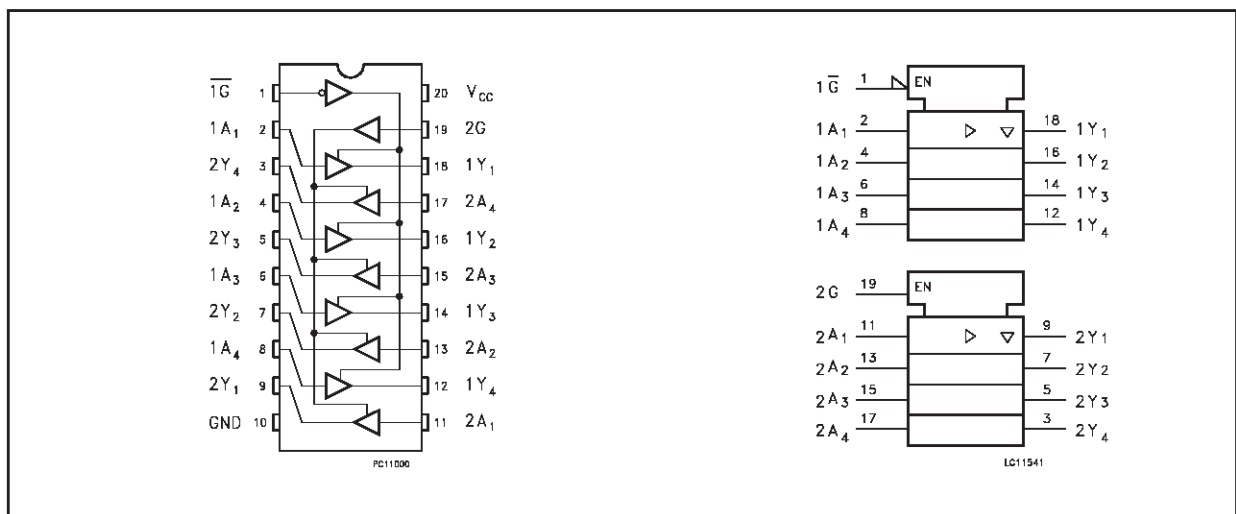 1G̅ 1 20 VCC
1A1 2 19 2G
2Y4 3 18 1Y1
1A2 4 17 2A4
2Y3 5 16 1Y2
1A3 6 15 2A3
2Y2 7 14 1Y3
1A4 8 13 2A2
2Y1 9 12 1Y4
GND 10 11 2A1
PC11000
1G̅ 1 EN
1A1 2 18 1Y1
1A2 4 16 1Y2
1A3 6 14 1Y3
1A4 8 12 1Y4
2G 19 EN
2A1 11 9 2Y1
2A2 13 7 2Y2
2A3 15 5 2Y3
2A4 17 3 2Y4
LC11541